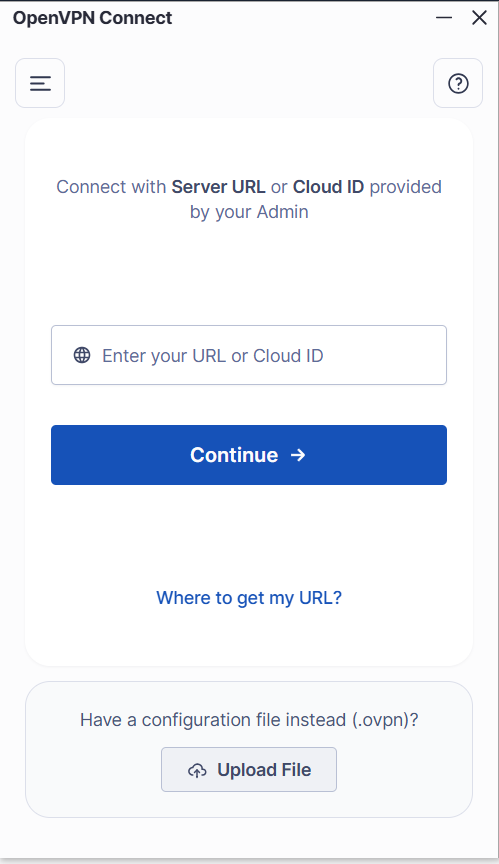 OpenVPN Connect
Connect with Server URL or Cloud ID provided
by your Admin
Enter your URL or Cloud ID
Continue →
Where to get my URL?
Have a configuration file instead (.ovpn)?
Upload File